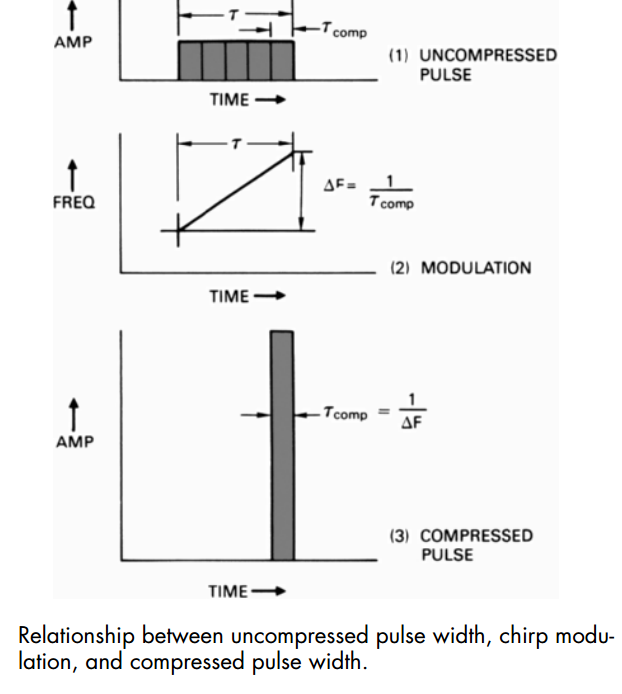 τ
τcomp
AMP
(1) UNCOMPRESSED
PULSE
TIME
τ
FREQ
ΔF = 1
τcomp
(2) MODULATION
TIME
τcomp = 1
ΔF
AMP
(3) COMPRESSED
PULSE
TIME
Relationship between uncompressed pulse width, chirp modu-
lation, and compressed pulse width.